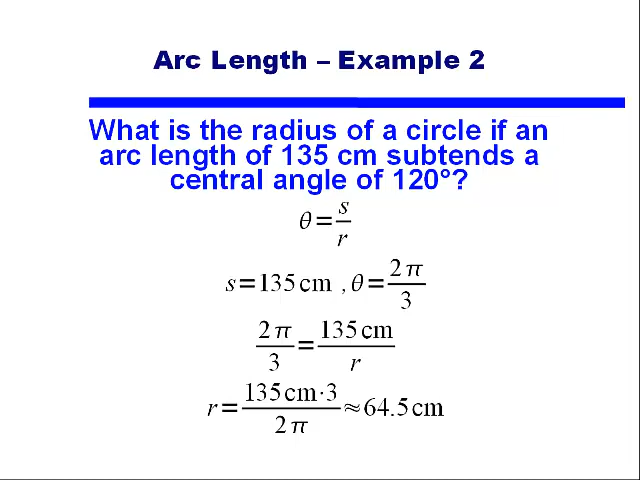 Arc Length – Example 2
What is the radius of a circle if an
arc length of 135 cm subtends a
central angle of 120°?
θ = s/r
s = 135 cm , θ = 2π/3
2π/3 = 135 cm/r
r = 135 cm·3/2π ≈ 64.5 cm